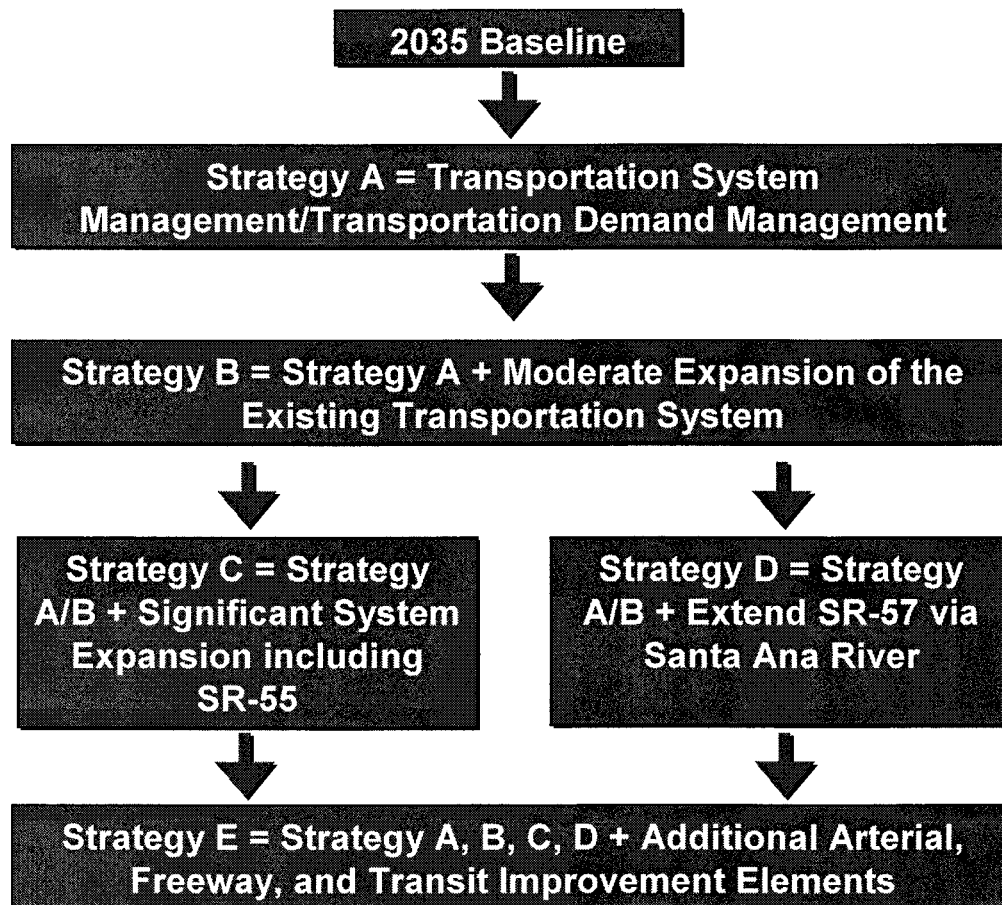 2035 Baseline
Strategy A = Transportation System
Management/Transportation Demand Management
Strategy B = Strategy A + Moderate Expansion of the
Existing Transportation System
Strategy C = Strategy
A/B + Significant System
Expansion including
SR-55
Strategy D = Strategy
A/B + Extend SR-57 via
Santa Ana River
Strategy E = Strategy A, B, C, D + Additional Arterial,
Freeway, and Transit Improvement Elements